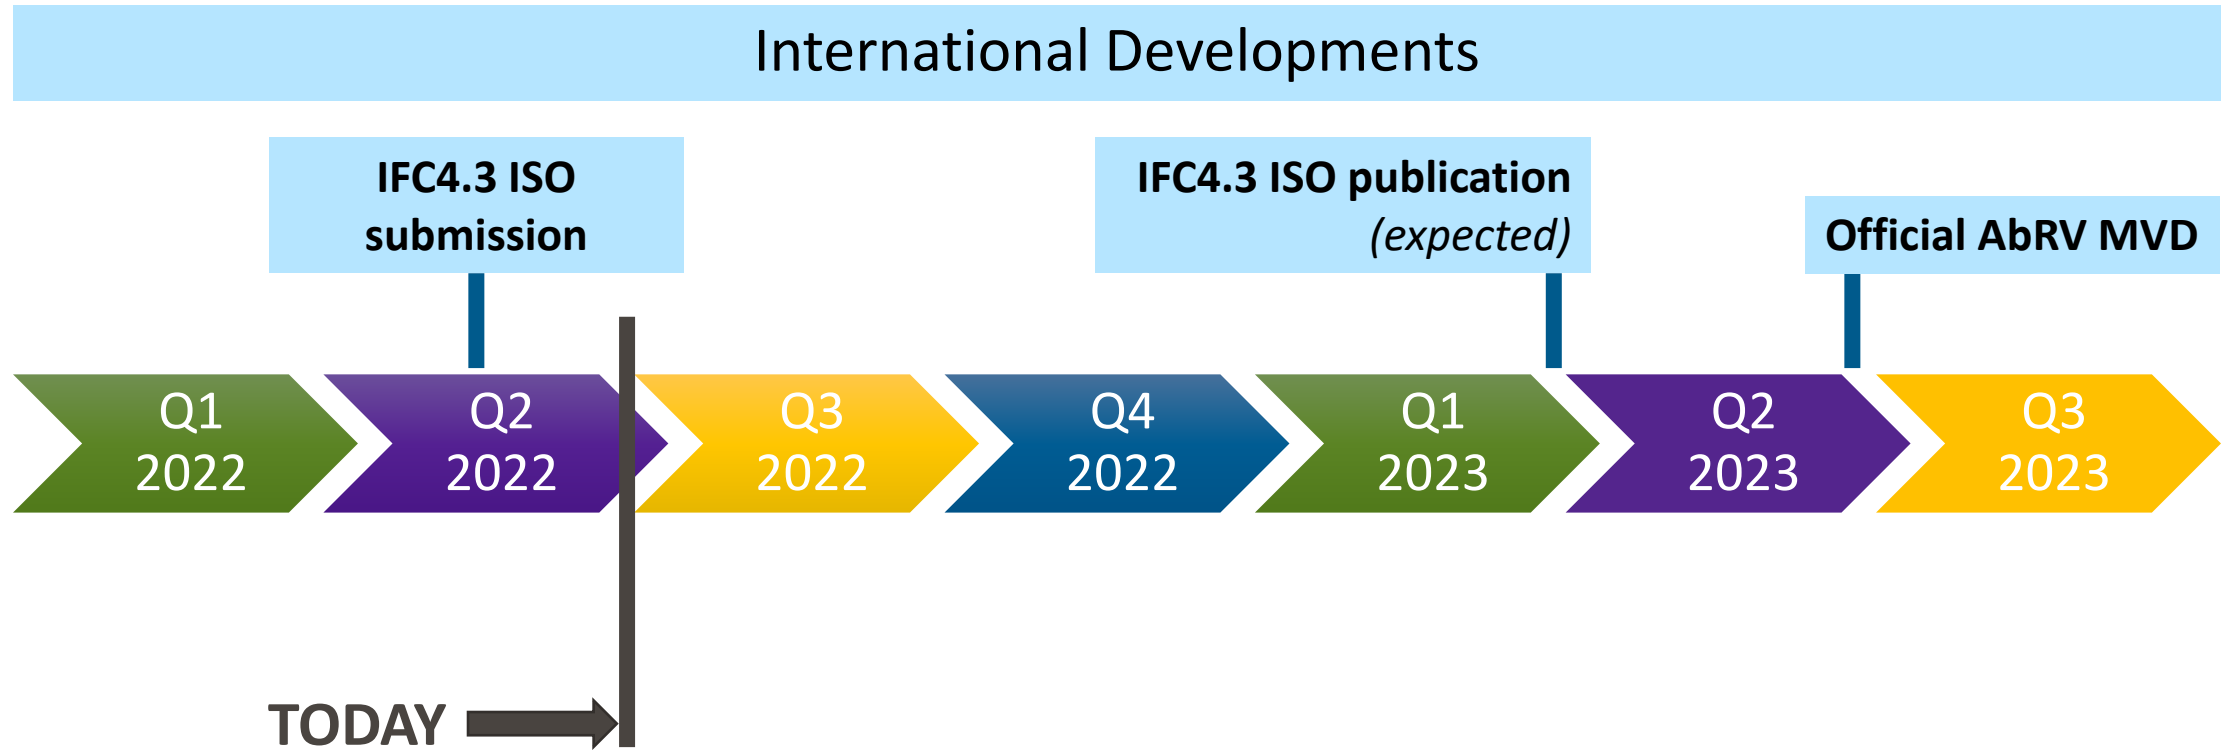 International Developments
IFC4.3 ISO
submission
IFC4.3 ISO publication
(expected)
Official AbRV MVD
Q1
2022
Q2
2022
Q3
2022
Q4
2022
Q1
2023
Q2
2023
Q3
2023
TODAY